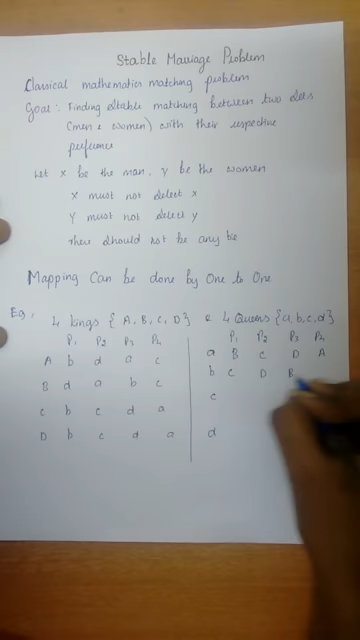 Stable Marriage Problem
Classical mathematics matching problem
Goal: Finding stable matching between two sets
(men & women) with their respective
preference
Let x be the man, y be the women
x must not select x
Y must not select y
There should not be any tie
Mapping Can be done by One to One
Eg, 4 kings {A, B, C, D} & 4 Queens {a, b, c, d}
P1 P2 P3 P4
A b d a c
B d a b c
C b c d a
D b c d a
P1 P2 P3 P4
a B C D A
b C D B
c
d